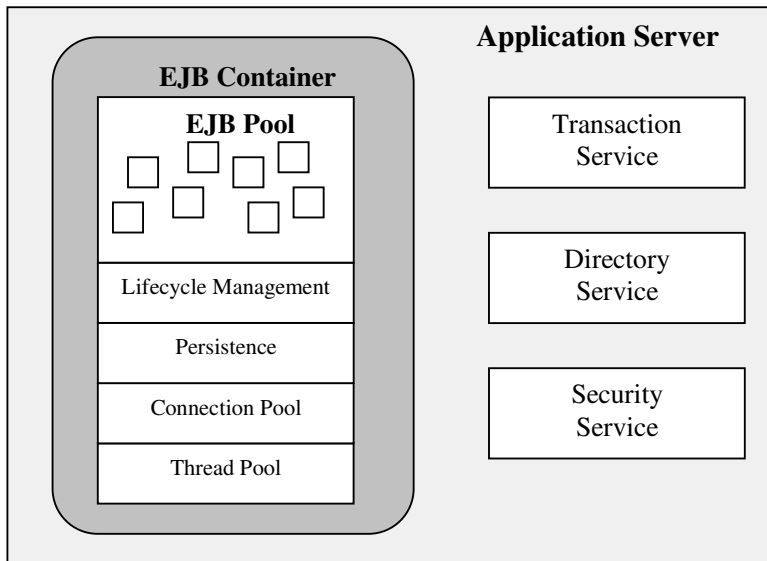 Application Server
EJB Container
EJB Pool
Lifecycle Management
Persistence
Connection Pool
Thread Pool
Transaction
Service
Directory
Service
Security
Service